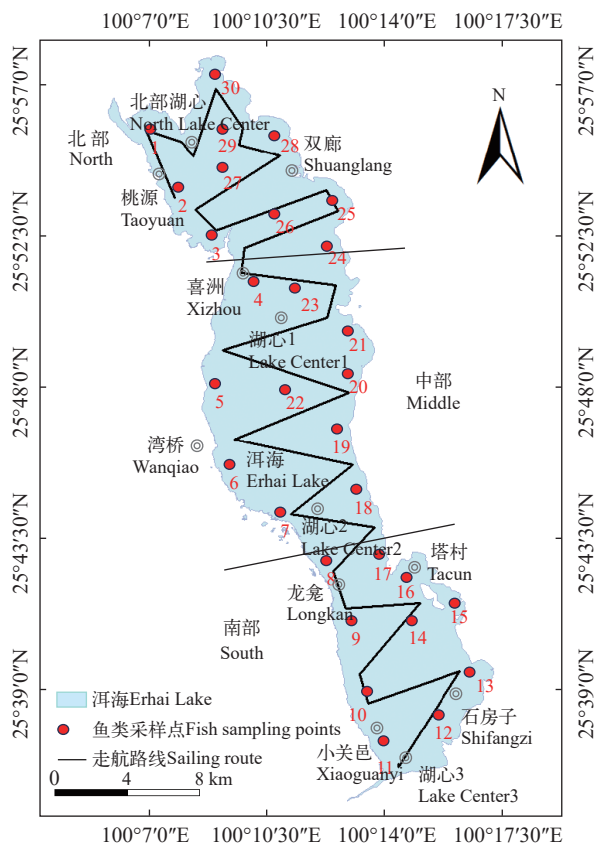 100°7′0″E 100°10′30″E 100°14′0″E 100°17′30″E
25°57′0″N
25°52′30″N
25°48′0″N
25°43′30″N
25°39′0″N
25°57′0″N
25°52′30″N
25°48′0″N
25°43′30″N
25°39′0″N
N
30
北部湖心
North Lake Center
北 部
North
1
29
28
双廊
Shuanglang
27
2
桃源
Taoyuan
26
25
3
24
喜洲
Xizhou
4
23
湖心1
Lake Center1
21
20
5
22
中部
Middle
19
湾桥
Wanqiao
6
洱海
Erhai Lake
18
7
湖心2
Lake Center2
8
17
塔村
Tacun
16
龙龛
Longkan
15
南部
South
9
14
13
10
石房子
Shifangzi
12
小关邑
Xiaoguanyi
11
湖心3
Lake Center3
洱海Erhai Lake
鱼类采样点Fish sampling points
走航路线Sailing route
0 4 8 km
100°7′0″E 100°10′30″E 100°14′0″E 100°17′30″E